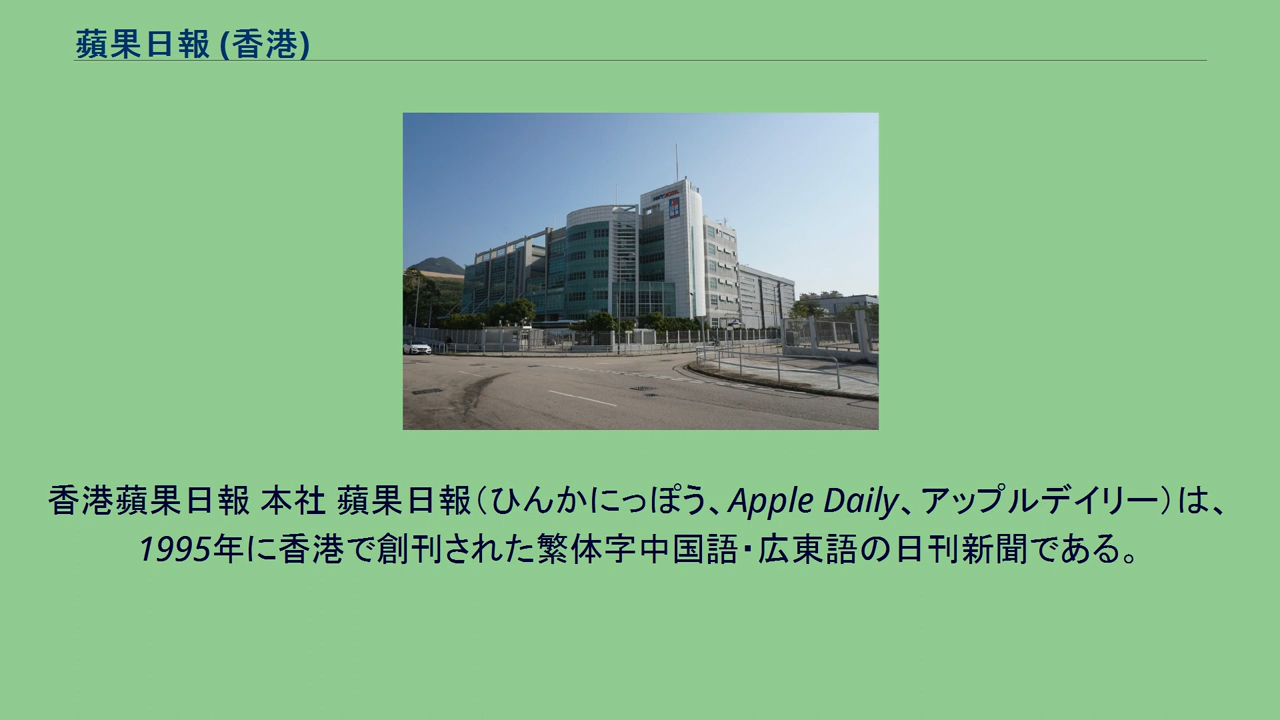 蘋果日報 (香港)
香港蘋果日報 本社 蘋果日報（ひんかにっぽう、Apple Daily、アップルデイリー）は、
1995年に香港で創刊された繁体字中国語・広東語の日刊新聞である。